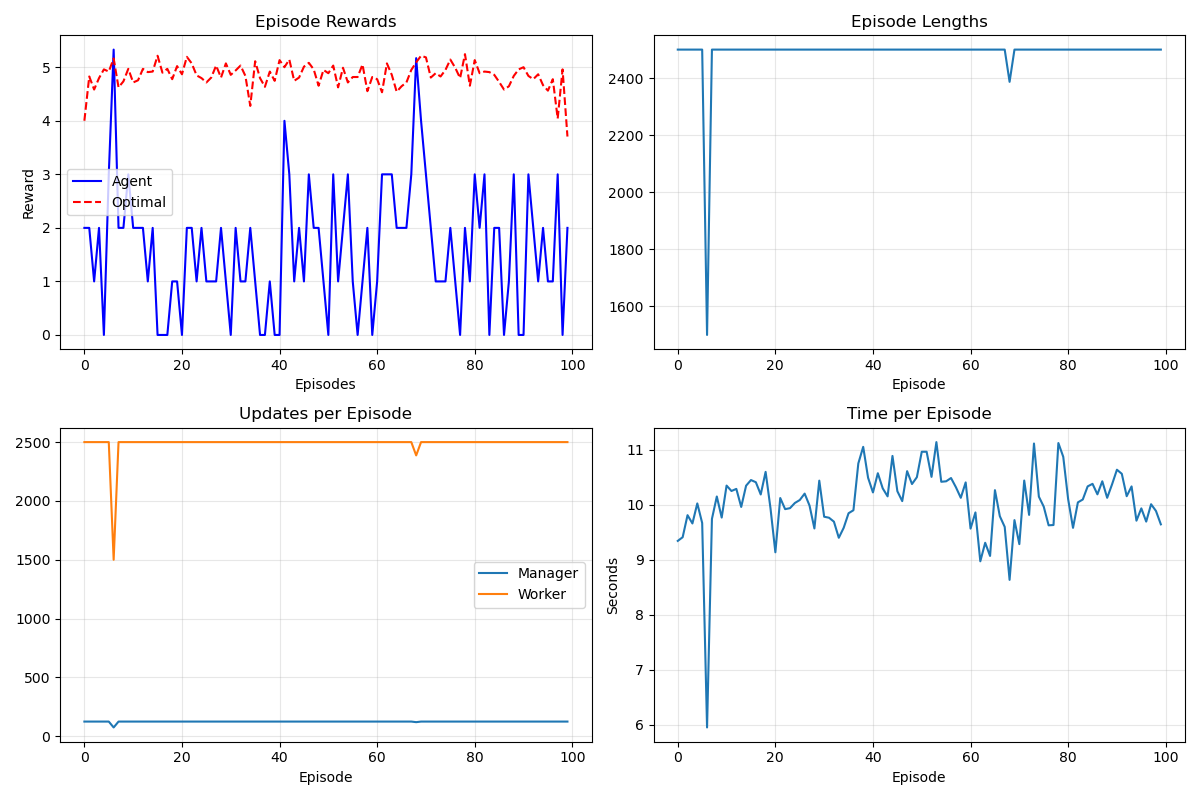 Episode Rewards
Reward
5
4
3
2
1
0
Agent
Optimal
0 20 40 60 80 100
Episodes
Episode Lengths
2400
2200
2000
1800
1600
0 20 40 60 80 100
Episode
Updates per Episode
2500
2000
1500
1000
500
0
Manager
Worker
0 20 40 60 80 100
Episode
Time per Episode
Seconds
11
10
9
8
7
6
0 20 40 60 80 100
Episode